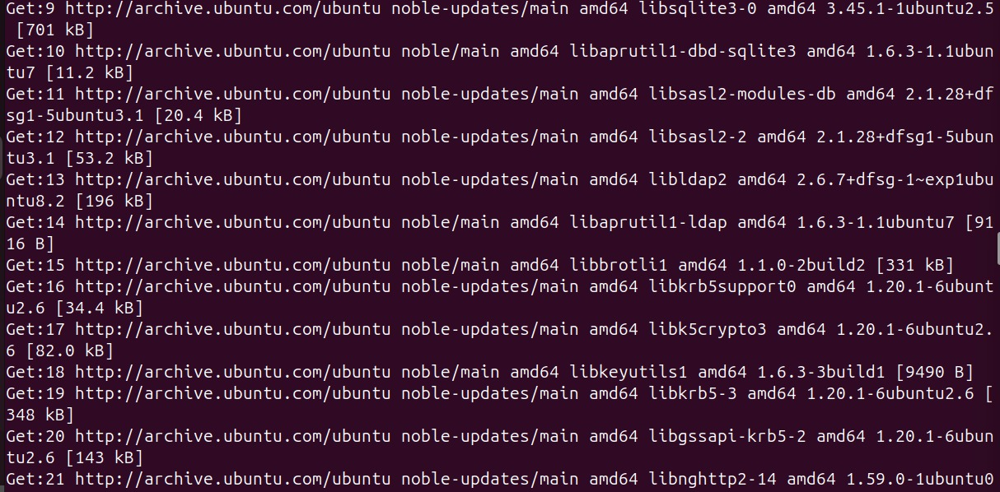 Get:9 http://archive.ubuntu.com/ubuntu noble-updates/main amd64 libsqlite3-0 amd64 3.45.1-1ubuntu2.5
 [701 kB]
Get:10 http://archive.ubuntu.com/ubuntu noble/main amd64 libaprutil1-dbd-sqlite3 amd64 1.6.3-1.1ubun
tu7 [11.2 kB]
Get:11 http://archive.ubuntu.com/ubuntu noble-updates/main amd64 libsasl2-modules-db amd64 2.1.28+df
sg1-5ubuntu3.1 [20.4 kB]
Get:12 http://archive.ubuntu.com/ubuntu noble-updates/main amd64 libsasl2-2 amd64 2.1.28+dfsg1-5ubun
tu3.1 [53.2 kB]
Get:13 http://archive.ubuntu.com/ubuntu noble-updates/main amd64 libldap2 amd64 2.6.7+dfsg-1~exp1ubu
ntu8.2 [196 kB]
Get:14 http://archive.ubuntu.com/ubuntu noble/main amd64 libaprutil1-ldap amd64 1.6.3-1.1ubuntu7 [91
16 B]
Get:15 http://archive.ubuntu.com/ubuntu noble/main amd64 libbrotli1 amd64 1.1.0-2build2 [331 kB]
Get:16 http://archive.ubuntu.com/ubuntu noble-updates/main amd64 libkrb5support0 amd64 1.20.1-6ubunt
u2.6 [34.4 kB]
Get:17 http://archive.ubuntu.com/ubuntu noble-updates/main amd64 libk5crypto3 amd64 1.20.1-6ubuntu2.
6 [82.0 kB]
Get:18 http://archive.ubuntu.com/ubuntu noble/main amd64 libkeyutils1 amd64 1.6.3-3build1 [9490 B]
Get:19 http://archive.ubuntu.com/ubuntu noble-updates/main amd64 libkrb5-3 amd64 1.20.1-6ubuntu2.6 [
348 kB]
Get:20 http://archive.ubuntu.com/ubuntu noble-updates/main amd64 libgssapi-krb5-2 amd64 1.20.1-6ubun
tu2.6 [143 kB]
Get:21 http://archive.ubuntu.com/ubuntu noble-updates/main amd64 libnghttp2-14 amd64 1.59.0-1ubuntu0